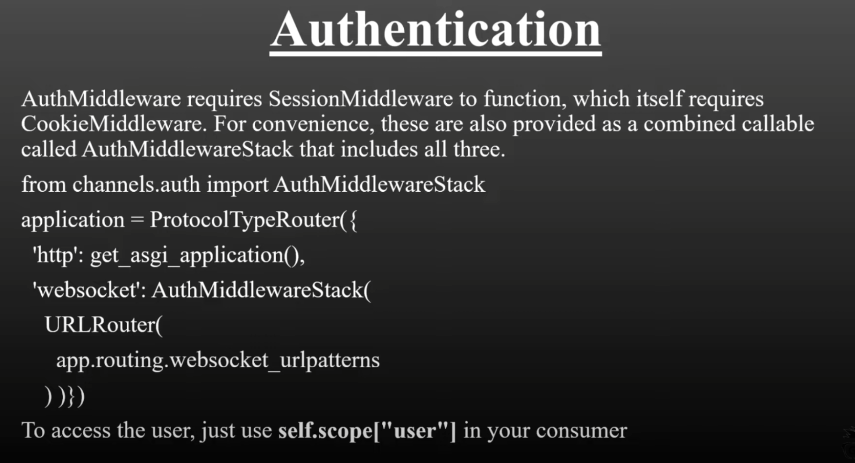 Authentication
AuthMiddleware requires SessionMiddleware to function, which itself requires
CookieMiddleware. For convenience, these are also provided as a combined callable
called AuthMiddlewareStack that includes all three.
from channels.auth import AuthMiddlewareStack
application = ProtocolTypeRouter({
'http': get_asgi_application(),
'websocket': AuthMiddlewareStack(
URLRouter(
app.routing.websocket_urlpatterns
) )})
To access the user, just use self.scope["user"] in your consumer